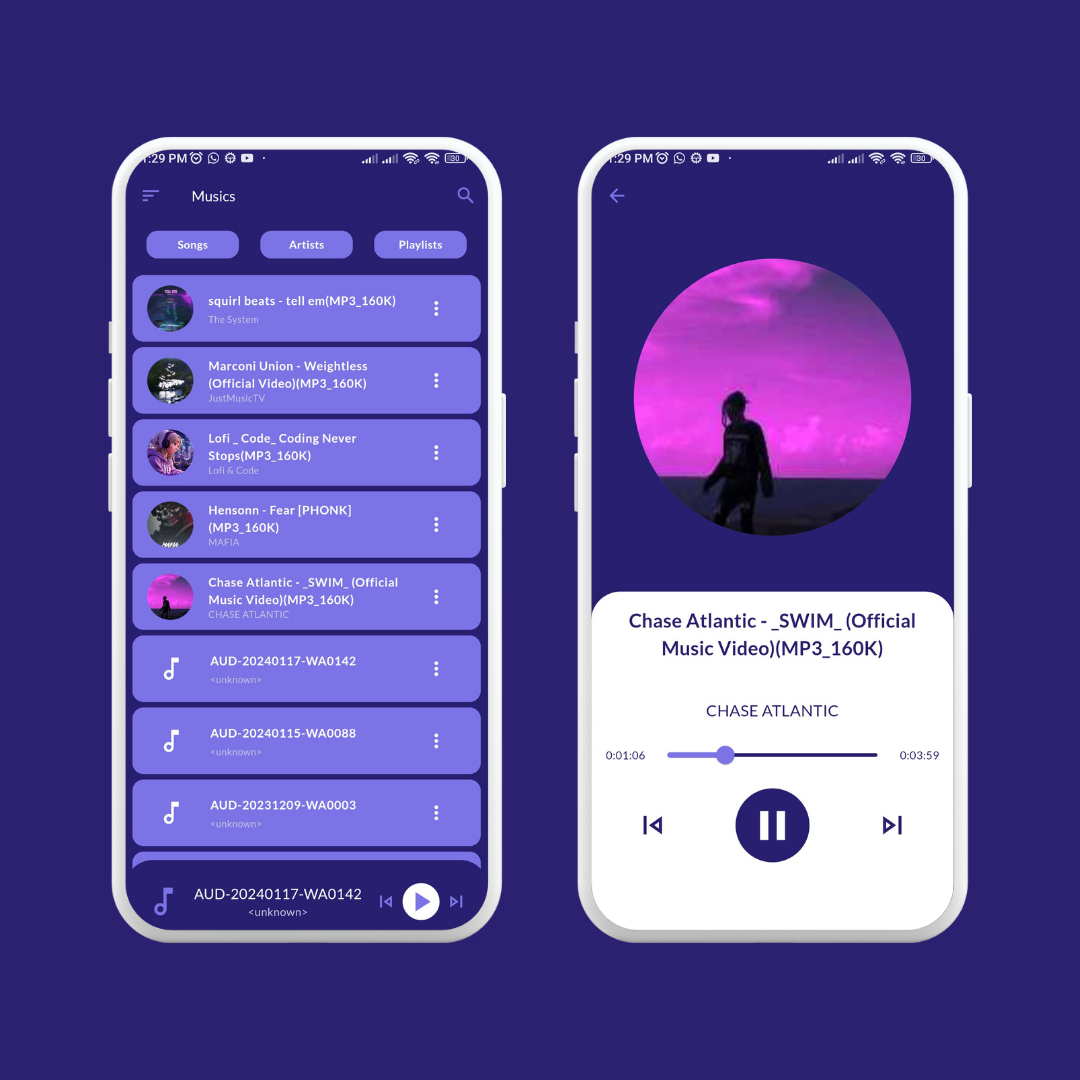 1:29 PM
30
Musics
Songs
Artists
Playlists
squirl beats - tell em(MP3_160K)
The System
Marconi Union - Weightless
(Official Video)(MP3_160K)
JustMusicTV
Lofi _ Code_ Coding Never
Stops(MP3_160K)
Lofi & Code
Hensonn - Fear [PHONK]
(MP3_160K)
MAFIA
Chase Atlantic - _SWIM_ (Official
Music Video)(MP3_160K)
CHASE ATLANTIC
AUD-20240117-WA0142
<unknown>
AUD-20240115-WA0088
<unknown>
AUD-20231209-WA0003
<unknown>
AUD-20240117-WA0142
<unknown>
1:29 PM
30
Chase Atlantic - _SWIM_ (Official
Music Video)(MP3_160K)
CHASE ATLANTIC
0:01:06
0:03:59